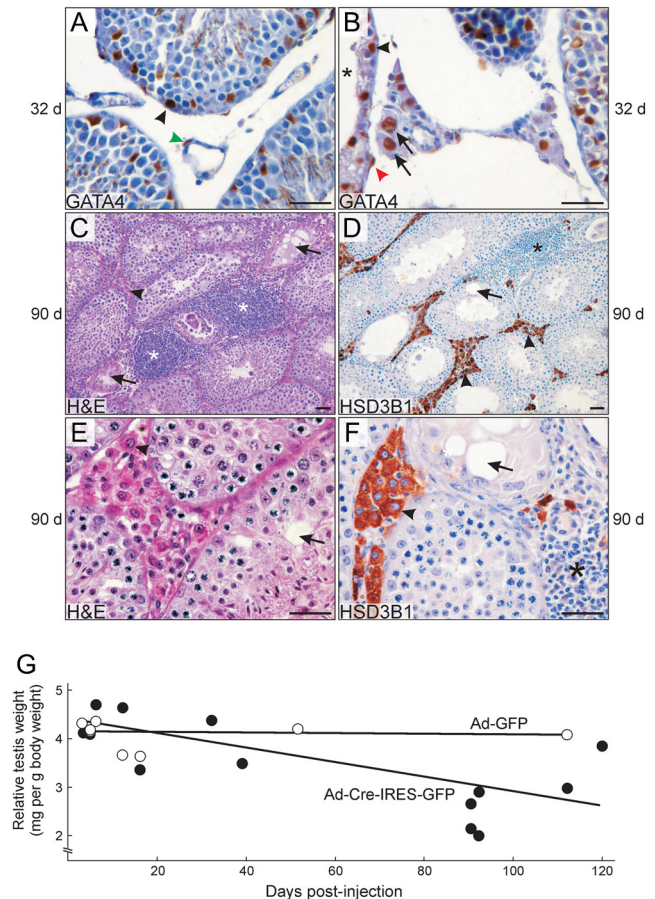 A
B
32 d
32 d
GATA4
GATA4
*
C
D
90 d
90 d
*
*
*
H&E
HSD3B1
E
F
90 d
90 d
*
H&E
HSD3B1
G
Relative testis weight
(mg per g body weight)
5
4
3
2
Ad-GFP
Ad-Cre-IRES-GFP
0
20
40
60
80
100
120
Days post-injection